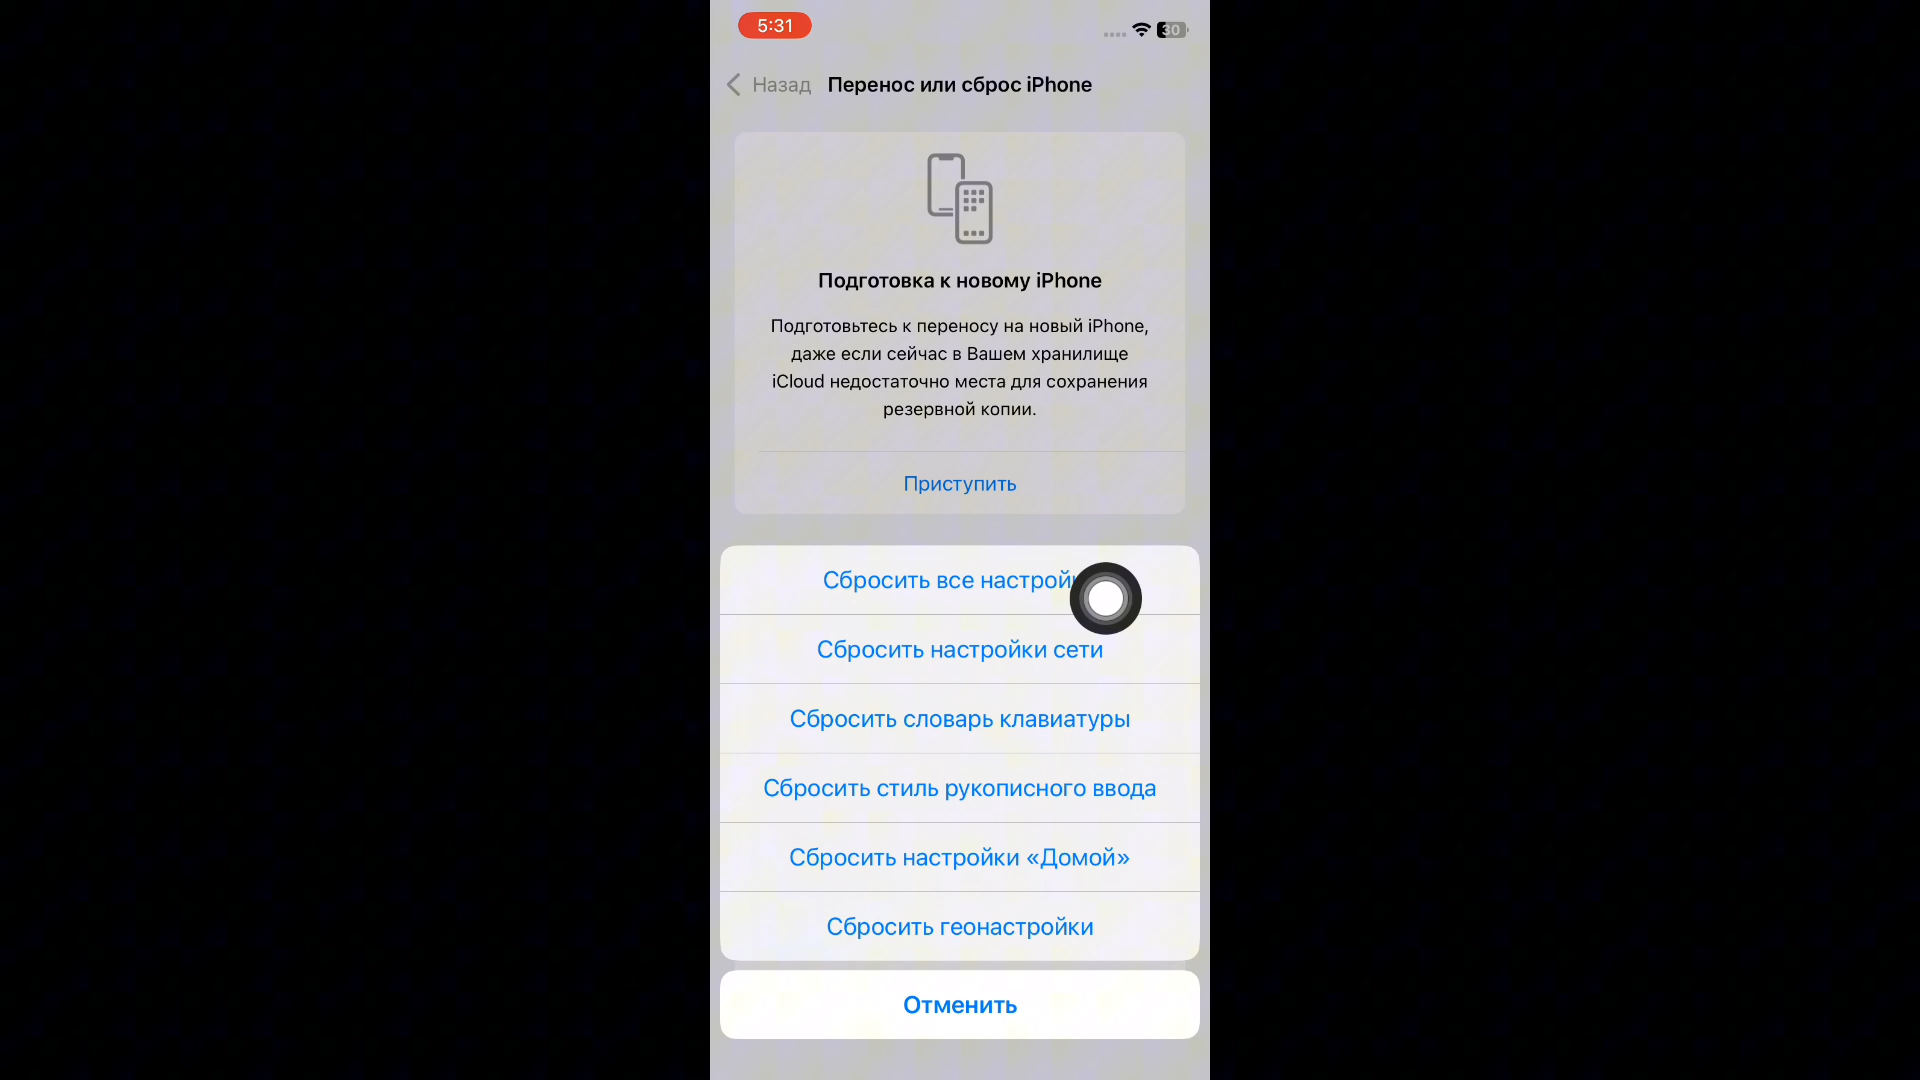 5:31
30
Назад
Перенос или сброс iPhone
Подготовка к новому iPhone
Подготовьтесь к переносу на новый iPhone,
даже если сейчас в Вашем хранилище
iCloud недостаточно места для сохранения
резервной копии.
Приступить
Сбросить все настройки
Сбросить настройки сети
Сбросить словарь клавиатуры
Сбросить стиль рукописного ввода
Сбросить настройки «Домой»
Сбросить геонастройки
Отменить